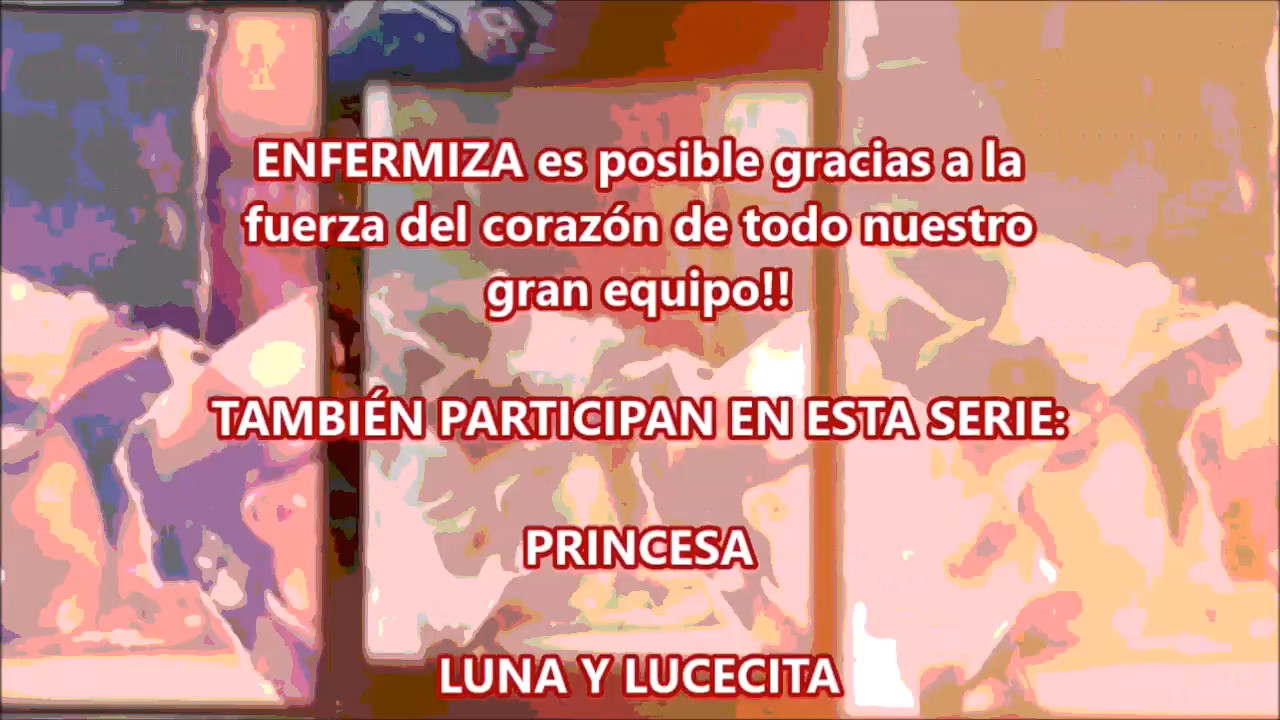 ENFERMIZA es posible gracias a la
fuerza del corazón de todo nuestro
gran equipo!!
TAMBIÉN PARTICIPAN EN ESTA SERIE:
PRINCESA
LUNA Y LUCECITA